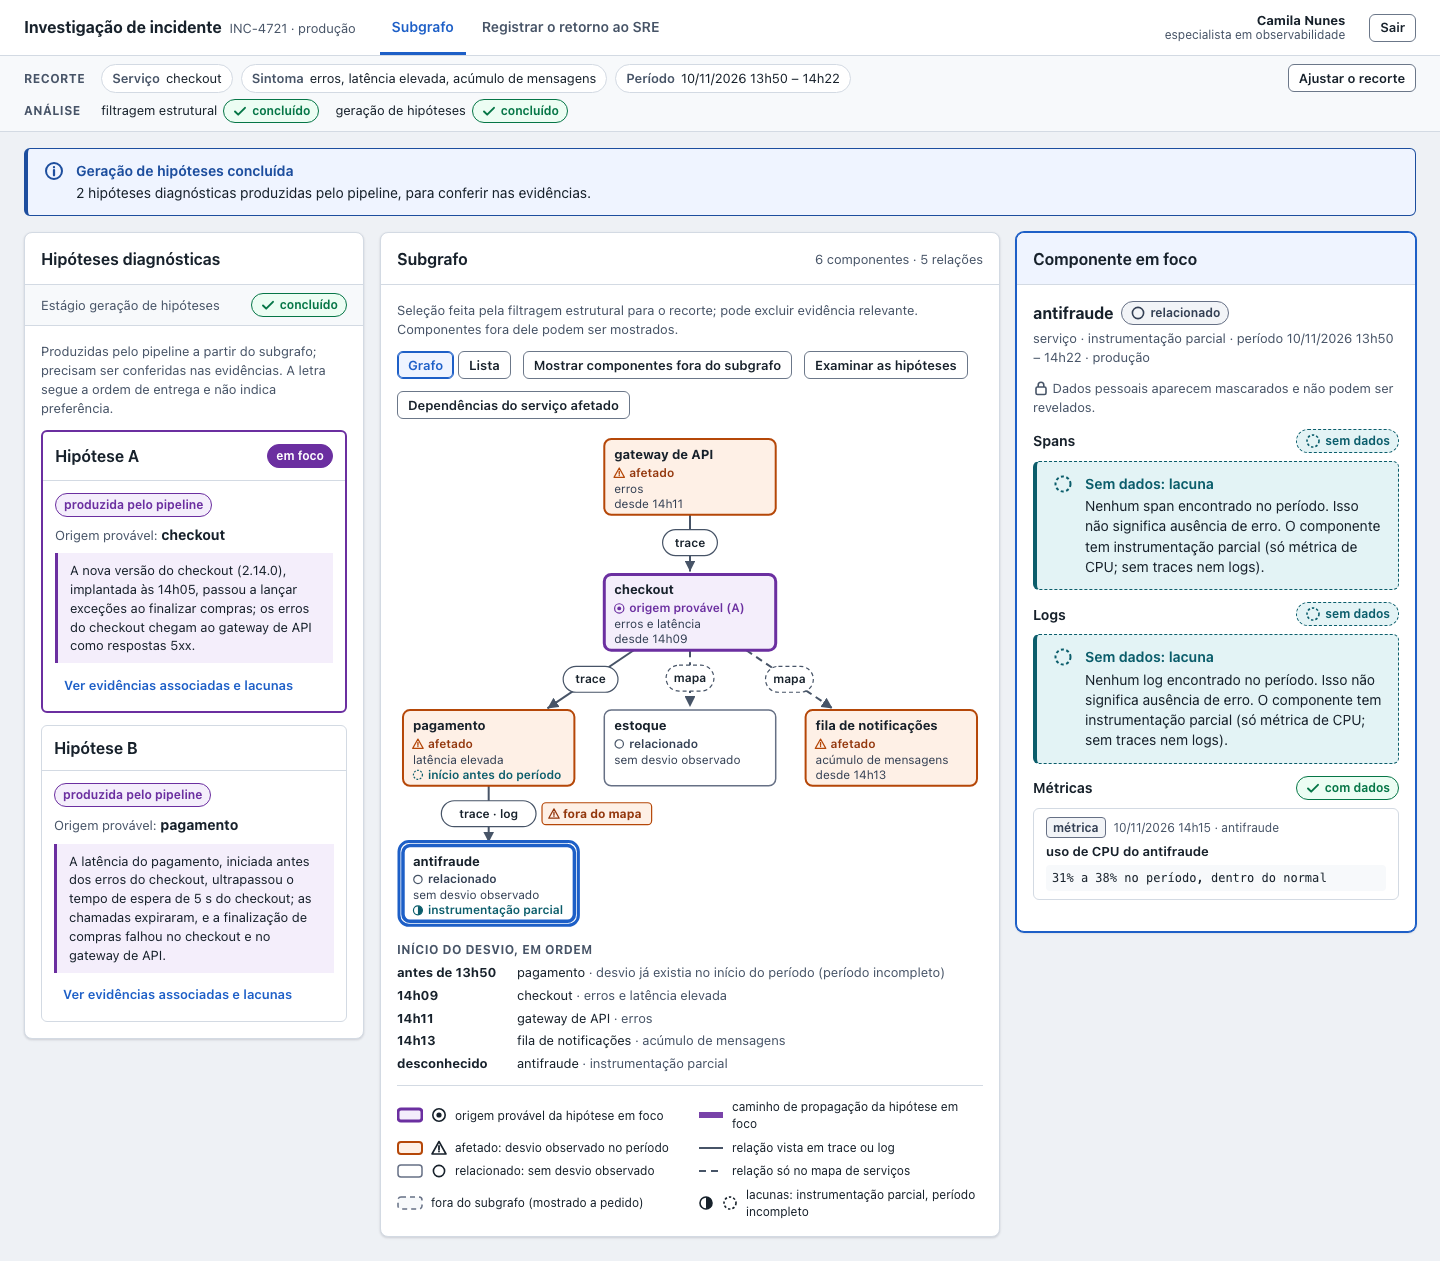 Investigação de incidente INC-4721 · produção
Subgrafo
Registrar o retorno ao SRE
Camila Nunes
especialista em observabilidade
Sair
RECORTE
Serviço checkout
Sintoma erros, latência elevada, acúmulo de mensagens
Período 10/11/2026 13h50 – 14h22
Ajustar o recorte
ANÁLISE
filtragem estrutural concluído
geração de hipóteses concluído
Geração de hipóteses concluída
2 hipóteses diagnósticas produzidas pelo pipeline, para conferir nas evidências.
Hipóteses diagnósticas
Estágio geração de hipóteses concluído
Produzidas pelo pipeline a partir do subgrafo;
precisam ser conferidas nas evidências. A letra
segue a ordem de entrega e não indica
preferência.
Hipótese A
em foco
produzida pelo pipeline
Origem provável: checkout
A nova versão do checkout (2.14.0),
implantada às 14h05, passou a lançar
exceções ao finalizar compras; os erros
do checkout chegam ao gateway de API
como respostas 5xx.
Ver evidências associadas e lacunas
Hipótese B
produzida pelo pipeline
Origem provável: pagamento
A latência do pagamento, iniciada antes
dos erros do checkout, ultrapassou o
tempo de espera de 5 s do checkout; as
chamadas expiraram, e a finalização de
compras falhou no checkout e no
gateway de API.
Ver evidências associadas e lacunas
Subgrafo
6 componentes · 5 relações
Seleção feita pela filtragem estrutural para o recorte; pode excluir evidência relevante.
Componentes fora dele podem ser mostrados.
Grafo
Lista
Mostrar componentes fora do subgrafo
Examinar as hipóteses
Dependências do serviço afetado
gateway de API
afetado
erros
desde 14h11
trace
checkout
origem provável (A)
erros e latência
desde 14h09
trace
mapa
mapa
pagamento
afetado
latência elevada
início antes do período
estoque
relacionado
sem desvio observado
fila de notificações
afetado
acúmulo de mensagens
desde 14h13
trace · log
fora do mapa
antifraude
relacionado
sem desvio observado
instrumentação parcial
INÍCIO DO DESVIO, EM ORDEM
antes de 13h50 pagamento · desvio já existia no início do período (período incompleto)
14h09 checkout · erros e latência elevada
14h11 gateway de API · erros
14h13 fila de notificações · acúmulo de mensagens
desconhecido antifraude · instrumentação parcial
origem provável da hipótese em foco
caminho de propagação da hipótese em
foco
afetado: desvio observado no período
relação vista em trace ou log
relacionado: sem desvio observado
relação só no mapa de serviços
fora do subgrafo (mostrado a pedido)
lacunas: instrumentação parcial, período
incompleto
Componente em foco
antifraude relacionado
serviço · instrumentação parcial · período 10/11/2026 13h50
– 14h22 · produção
Dados pessoais aparecem mascarados e não podem ser
revelados.
Spans
sem dados
Sem dados: lacuna
Nenhum span encontrado no período. Isso
não significa ausência de erro. O componente
tem instrumentação parcial (só métrica de
CPU; sem traces nem logs).
Logs
sem dados
Sem dados: lacuna
Nenhum log encontrado no período. Isso não
significa ausência de erro. O componente tem
instrumentação parcial (só métrica de CPU;
sem traces nem logs).
Métricas
com dados
métrica 10/11/2026 14h15 · antifraude
uso de CPU do antifraude
31% a 38% no período, dentro do normal